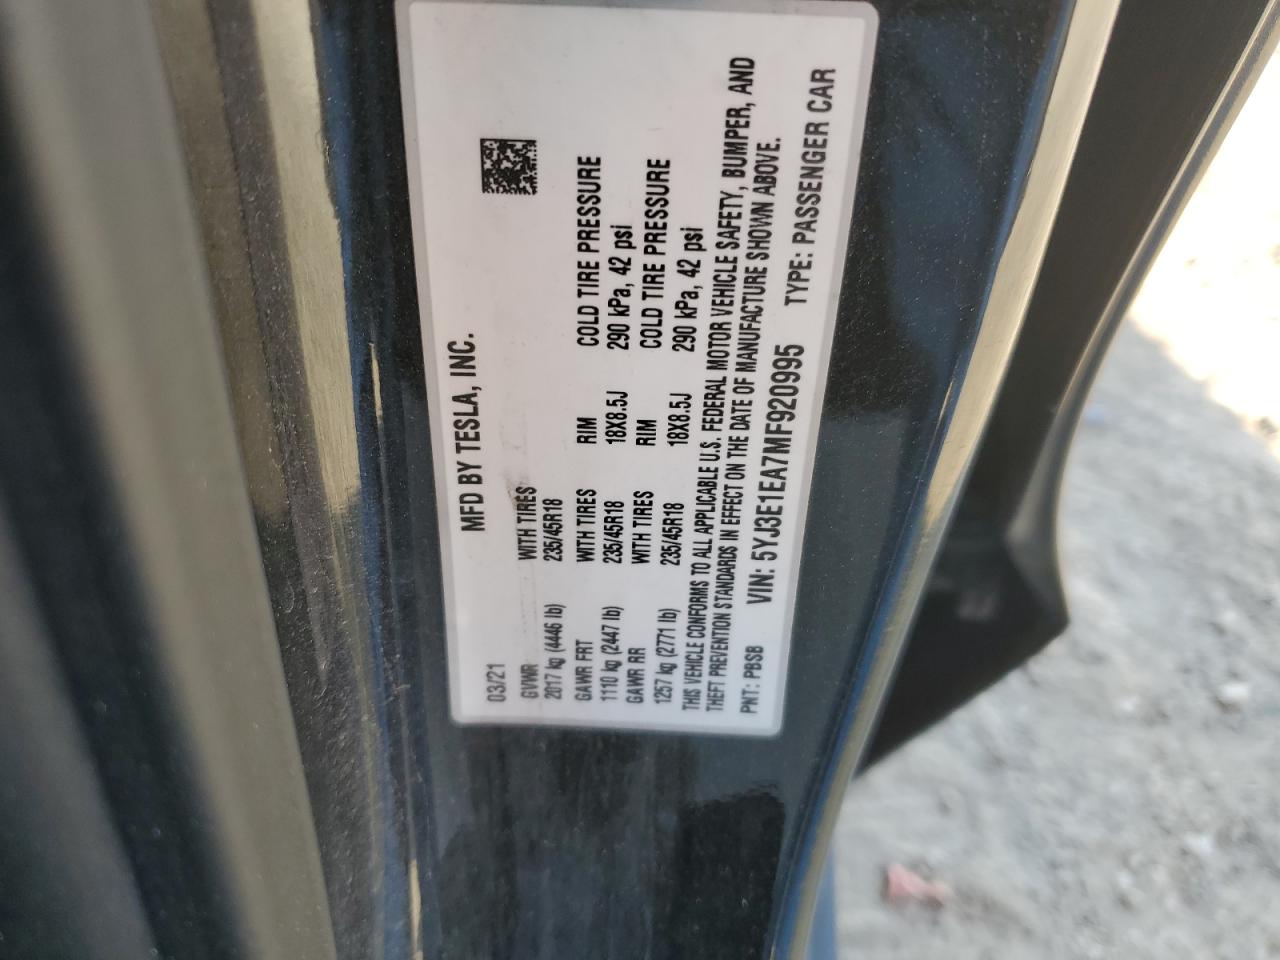 MFD BY TESLA, INC.
03/21
GVWR WITH TIRES
2017 kg (4446 lb) 235/45R18
GAWR FRT WITH TIRES RIM COLD TIRE PRESSURE
1110 kg (2447 lb) 235/45R18 18X8.5J 290 kPa, 42 psi
GAWR RR WITH TIRES RIM COLD TIRE PRESSURE
1257 kg (2771 lb) 235/45R18 18X8.5J 290 kPa, 42 psi
THIS VEHICLE CONFORMS TO ALL APPLICABLE U.S. FEDERAL MOTOR VEHICLE SAFETY, BUMPER, AND
THEFT PREVENTION STANDARDS IN EFFECT ON THE DATE OF MANUFACTURE SHOWN ABOVE.
PNT: PBSB VIN: 5YJ3E1EA7MF920995 TYPE: PASSENGER CAR